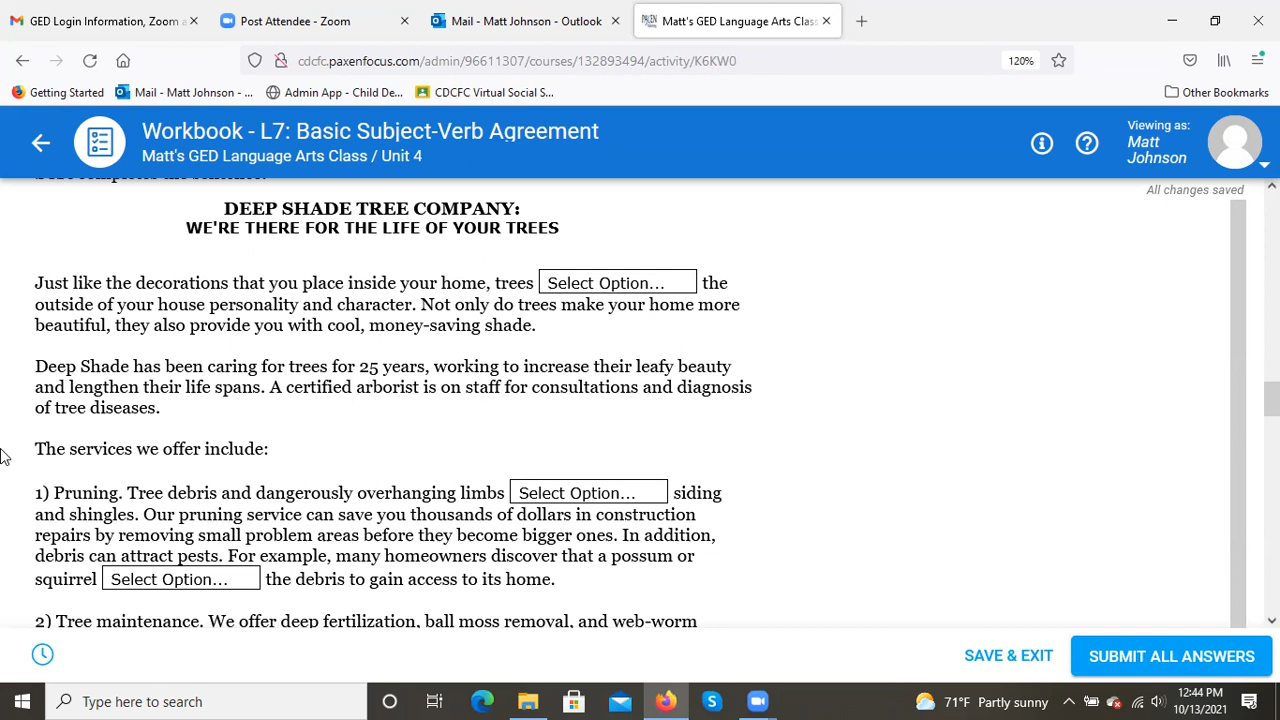 GED Login Information, Zoom a
Post Attendee - Zoom
Mail - Matt Johnson - Outlook
PAXEN
Matt's GED Language Arts Clas
cdcfc.paxenfocus.com/admin/96611307/courses/132893494/activity/K6KW0
120%
Getting Started
Mail - Matt Johnson - ...
Admin App - Child De...
CDCFC Virtual Social S...
Other Bookmarks
Workbook - L7: Basic Subject-Verb Agreement
Matt's GED Language Arts Class / Unit 4
Viewing as:
Matt
Johnson
All changes saved
DEEP SHADE TREE COMPANY:
WE'RE THERE FOR THE LIFE OF YOUR TREES
Just like the decorations that you place inside your home, trees Select Option... the
outside of your house personality and character. Not only do trees make your home more
beautiful, they also provide you with cool, money-saving shade.
Deep Shade has been caring for trees for 25 years, working to increase their leafy beauty
and lengthen their life spans. A certified arborist is on staff for consultations and diagnosis
of tree diseases.
The services we offer include:
1) Pruning. Tree debris and dangerously overhanging limbs Select Option... siding
and shingles. Our pruning service can save you thousands of dollars in construction
repairs by removing small problem areas before they become bigger ones. In addition,
debris can attract pests. For example, many homeowners discover that a possum or
squirrel Select Option... the debris to gain access to its home.
2) Tree maintenance. We offer deep fertilization, ball moss removal, and web-worm
SAVE & EXIT
SUBMIT ALL ANSWERS
Type here to search
71°F Partly sunny
12:44 PM
10/13/2021